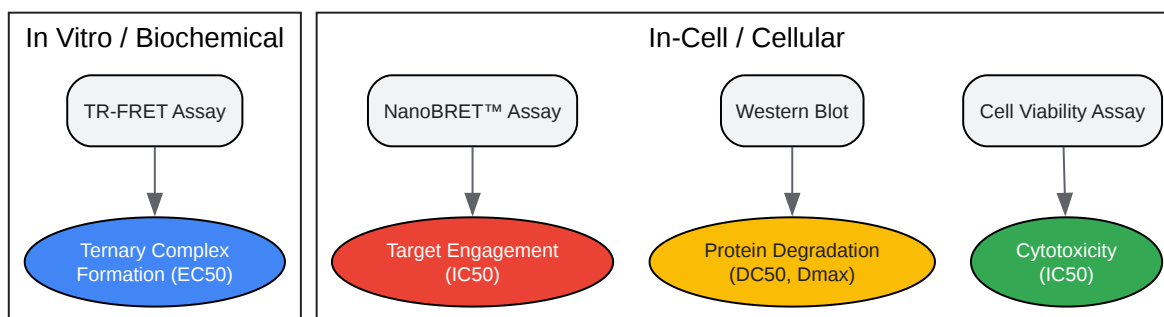 In Vitro / Biochemical
In-Cell / Cellular
TR-FRET Assay
NanoBRET™ Assay
Western Blot
Cell Viability Assay
Ternary Complex
Formation (EC50)
Target Engagement
(IC50)
Protein Degradation
(DC50, Dmax)
Cytotoxicity
(IC50)